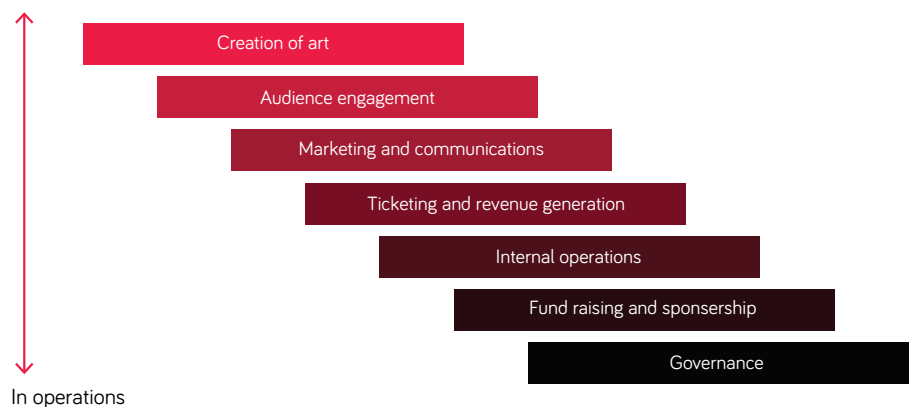 Creation of art
Audience engagement
Marketing and communications
Ticketing and revenue generation
Internal operations
Fund raising and sponsership
Governance
In operations